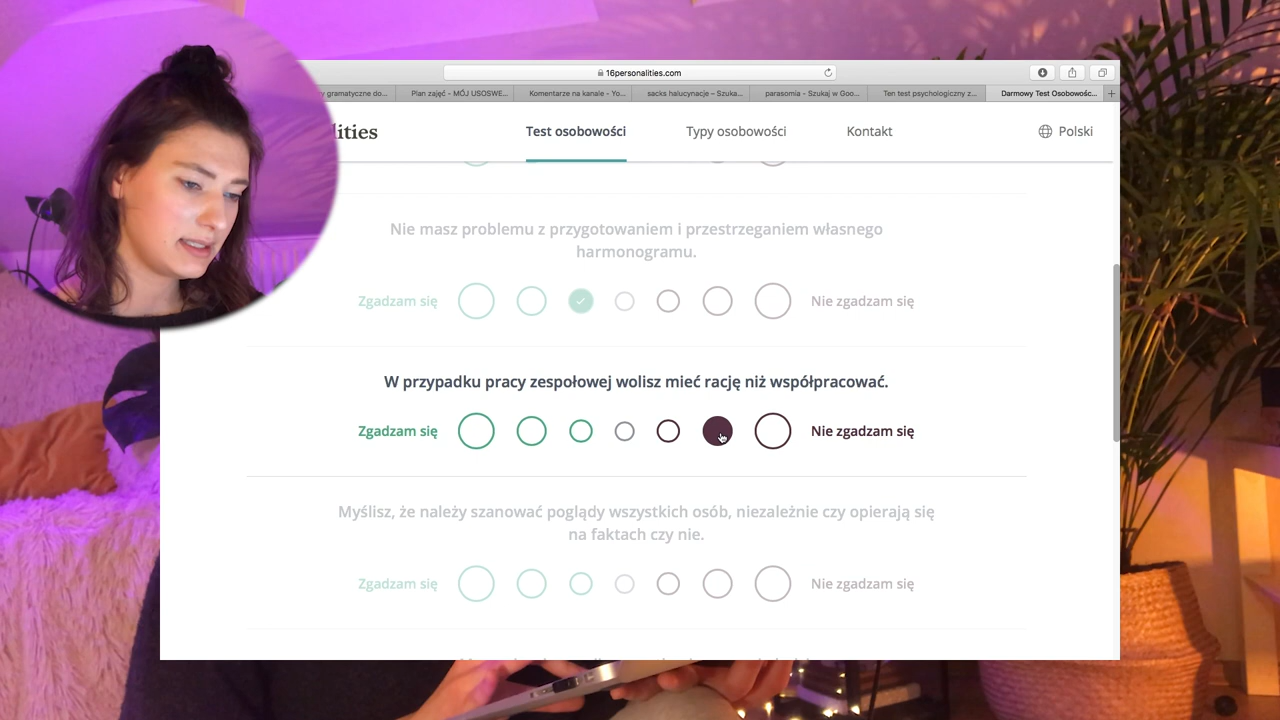 16personalities.com
y gramatyczne do...
Plan zajęć - MÓJ USOSWE...
Komentarze na kanale - Yo...
sacks halucynacje – Szuka...
parasomia - Szukaj w Goo...
Ten test psychologiczny z...
Darmowy Test Osobowośc...
lities
Test osobowości
Typy osobowości
Kontakt
Polski
Nie masz problemu z przygotowaniem i przestrzeganiem własnego
harmonogramu.
Zgadzam się
Nie zgadzam się
W przypadku pracy zespołowej wolisz mieć rację niż współpracować.
Zgadzam się
Nie zgadzam się
Myślisz, że należy szanować poglądy wszystkich osób, niezależnie czy opierają się
na faktach czy nie.
Zgadzam się
Nie zgadzam się